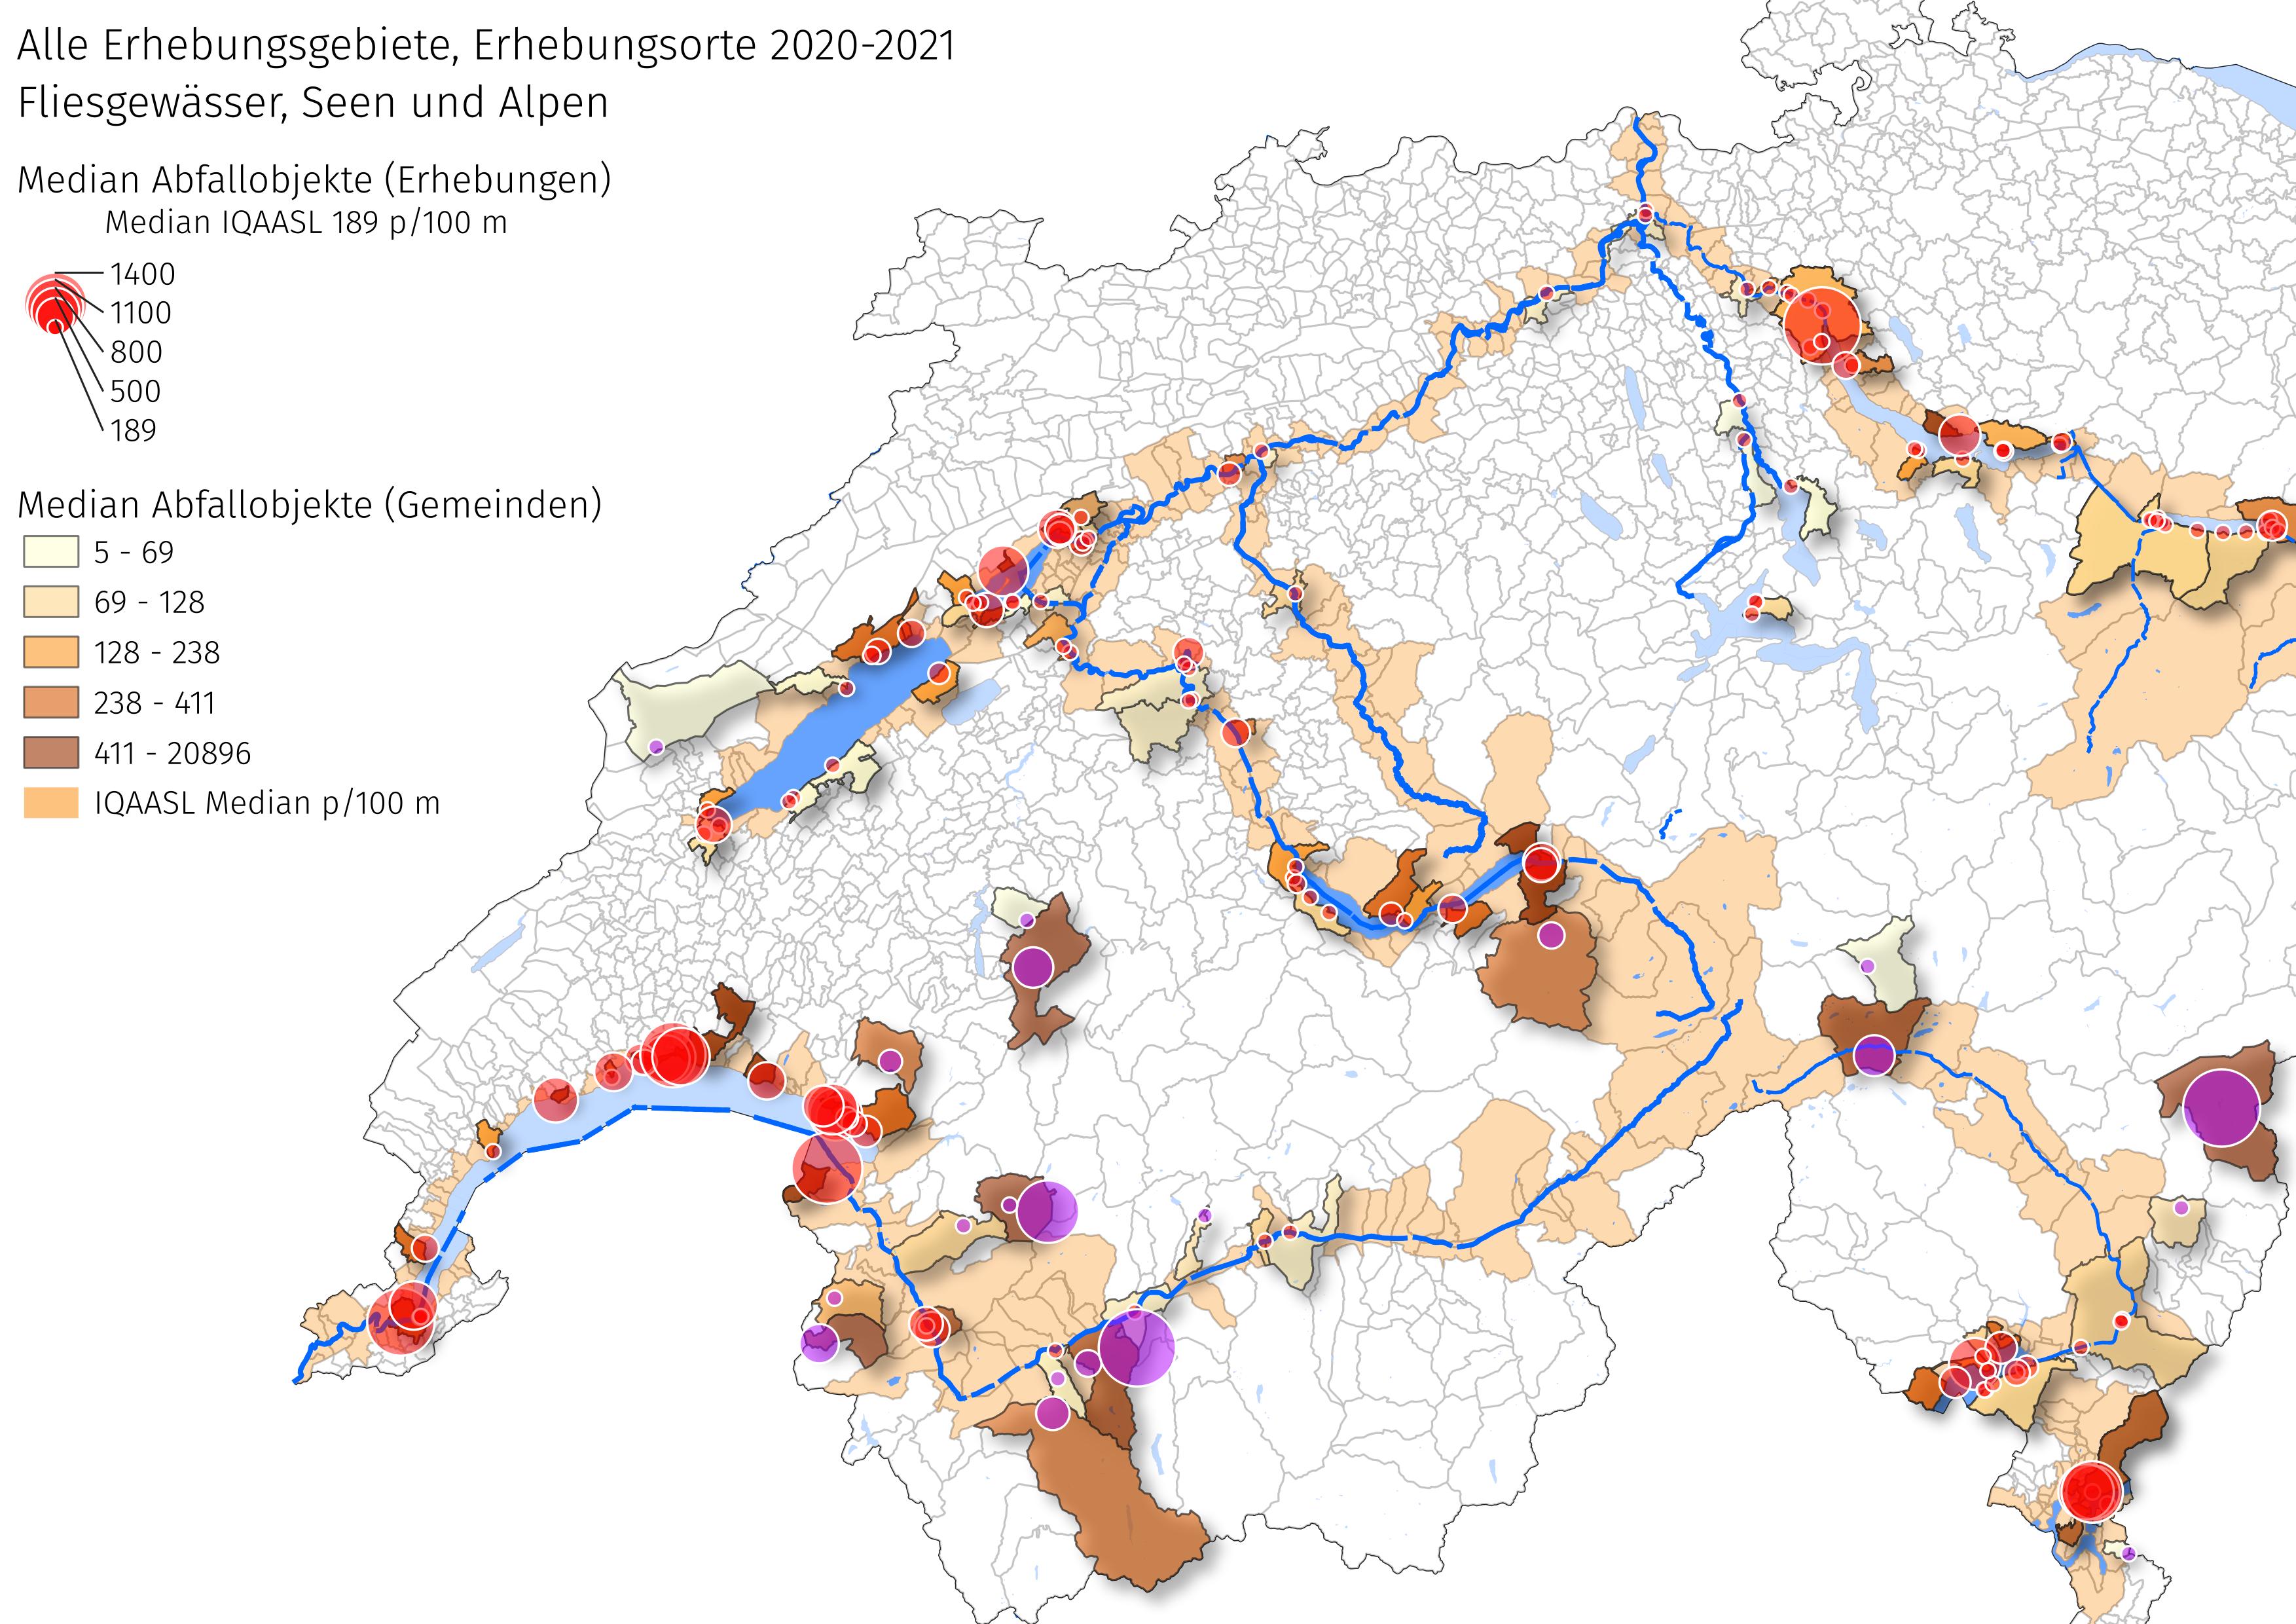 Alle Erhebungsgebiete, Erhebungsorte 2020-2021
Fliesgewässer, Seen und Alpen
Median Abfallobjekte (Erhebungen)
Median IQAASL 189 p/100 m
1400
1100
800
500
189
Median Abfallobjekte (Gemeinden)
5 - 69
69 - 128
128 - 238
238 - 411
411 - 20896
IQAASL Median p/100 m